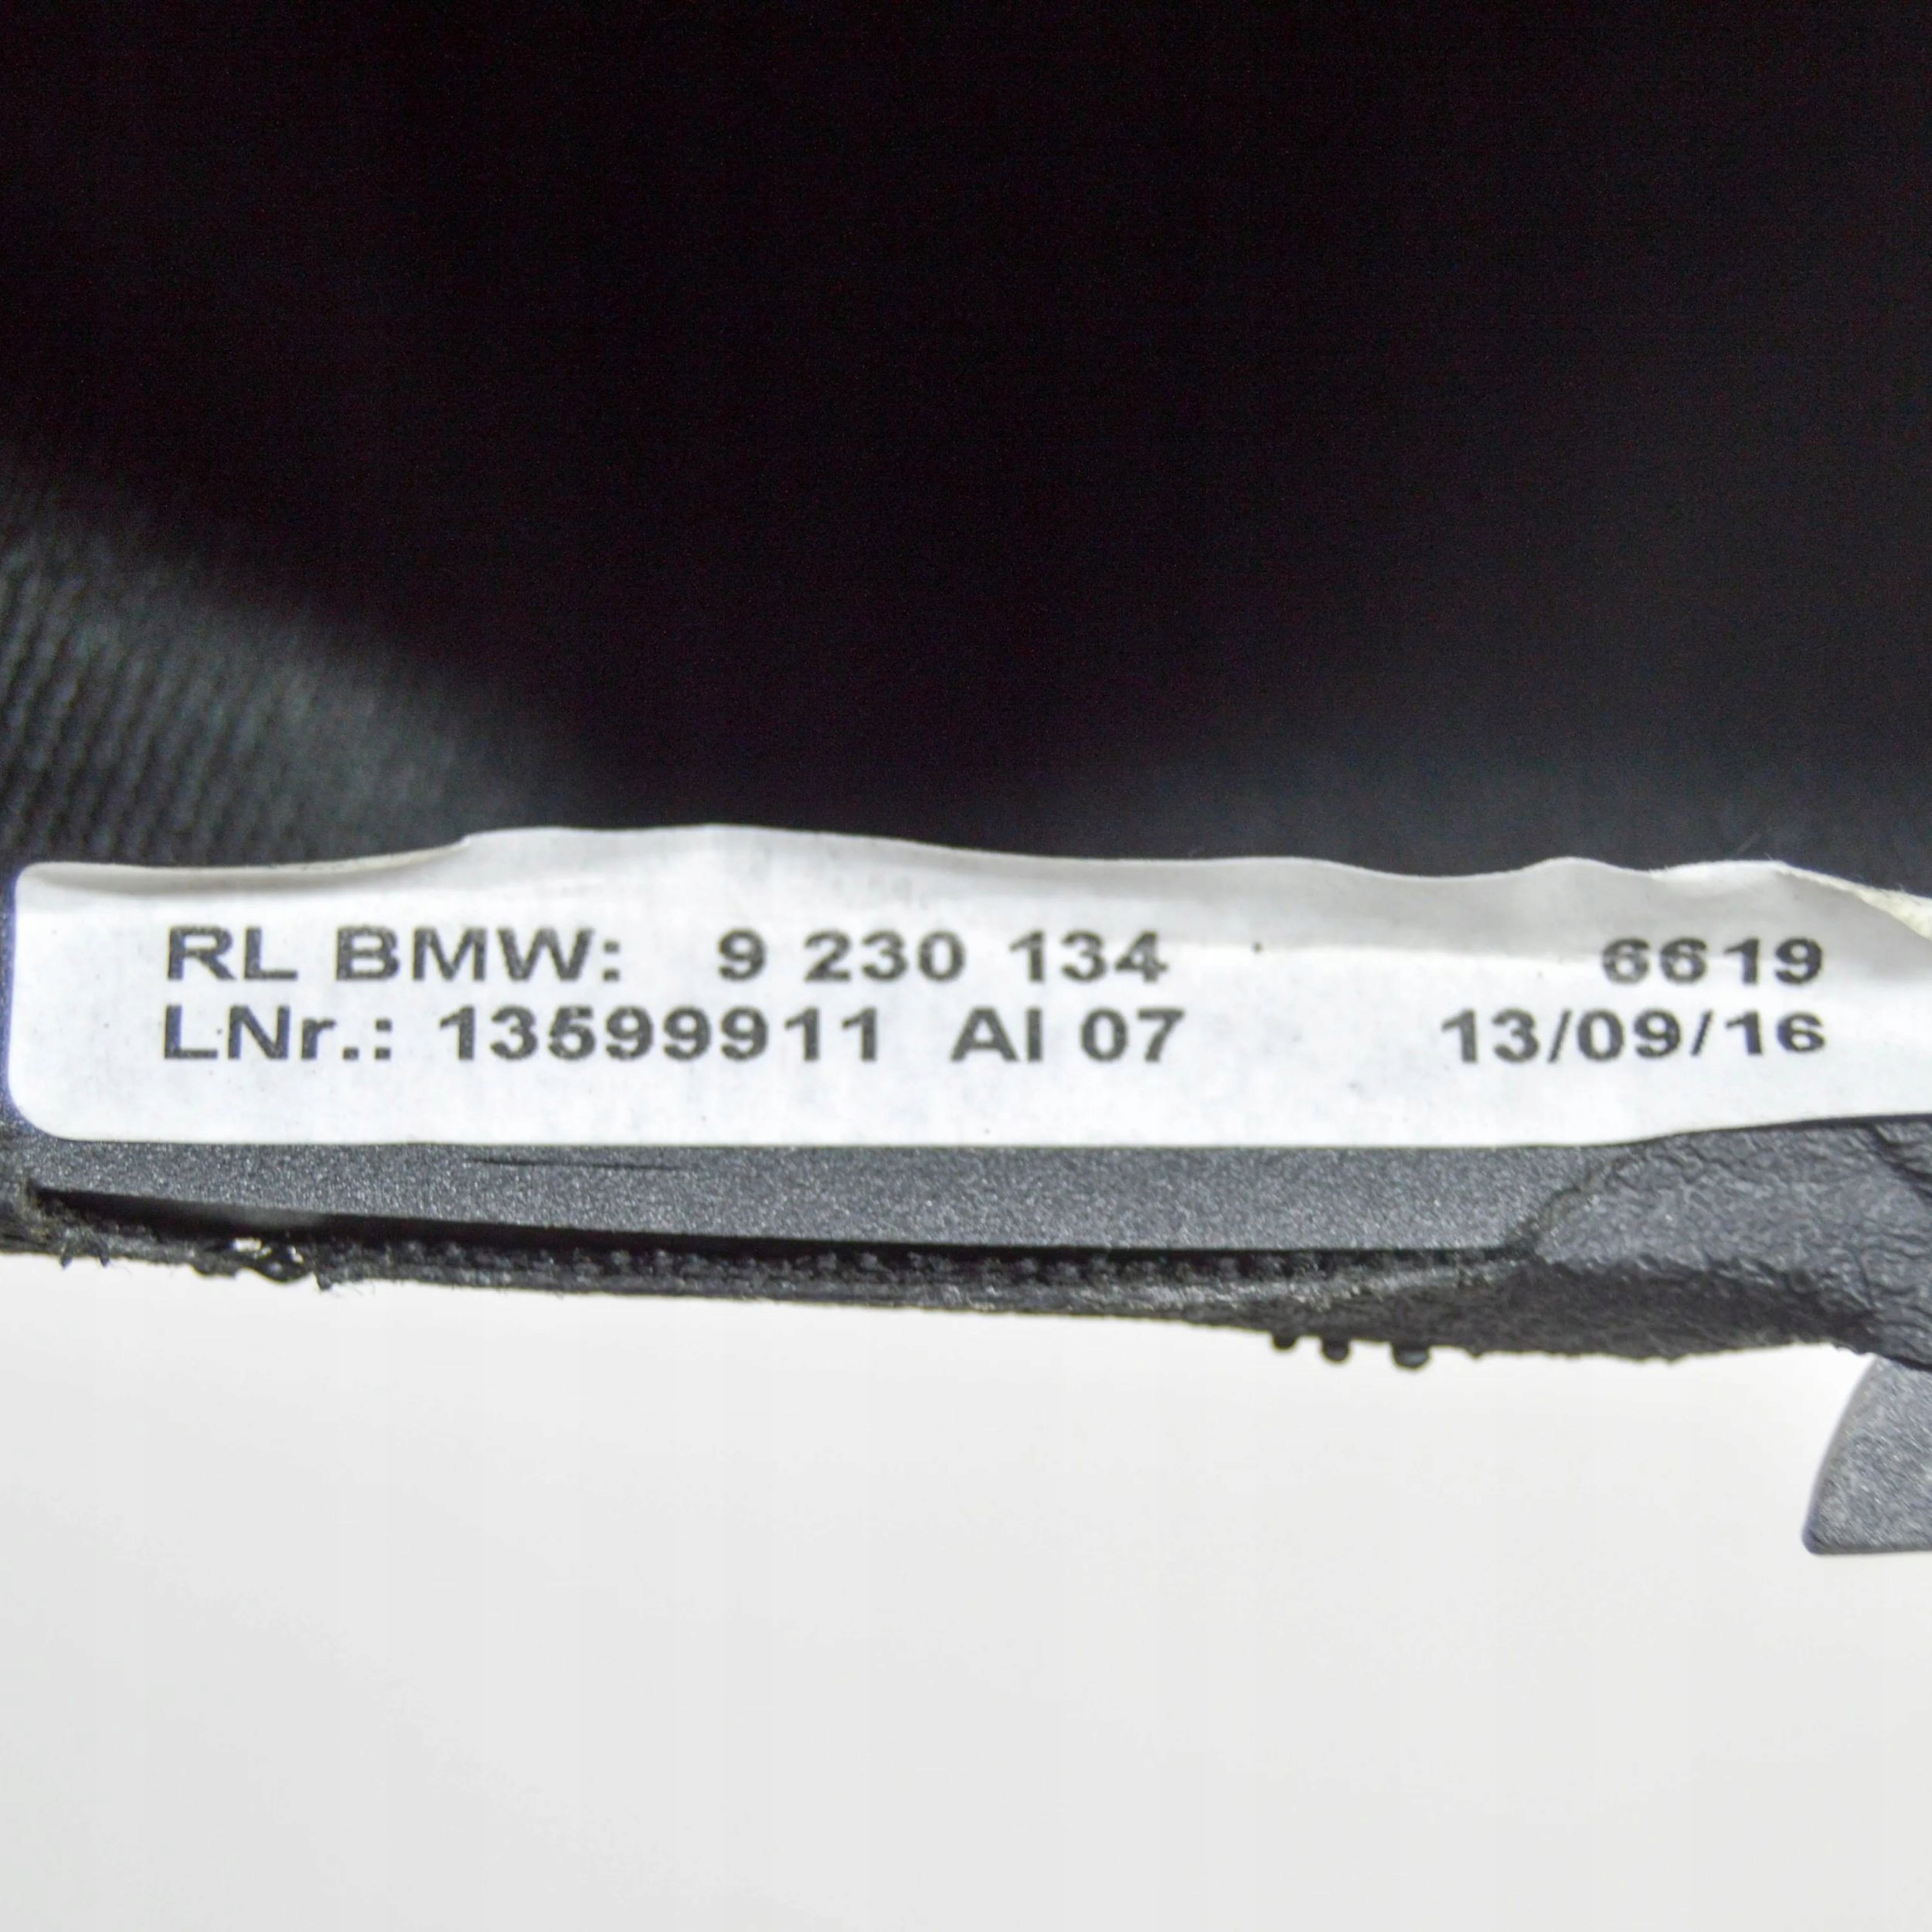 RL BMW: 9 230 134 6619
LNr.: 13599911 AI 07 13/09/16